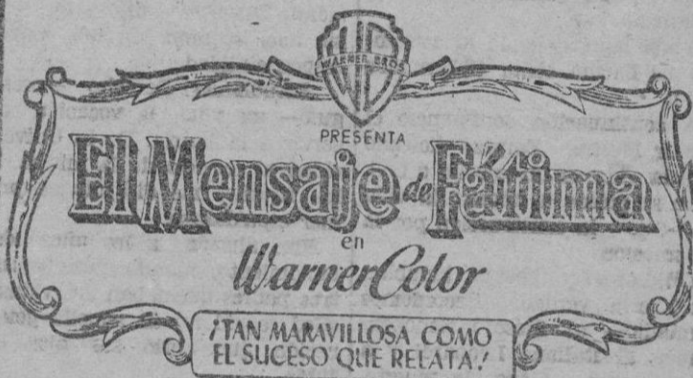 WARNER BROS
PRESENTA
El Mensaje de Fátima
en
WarnerColor
¡TAN MARAVILLOSA COMO
EL SUCESO QUE RELATA!